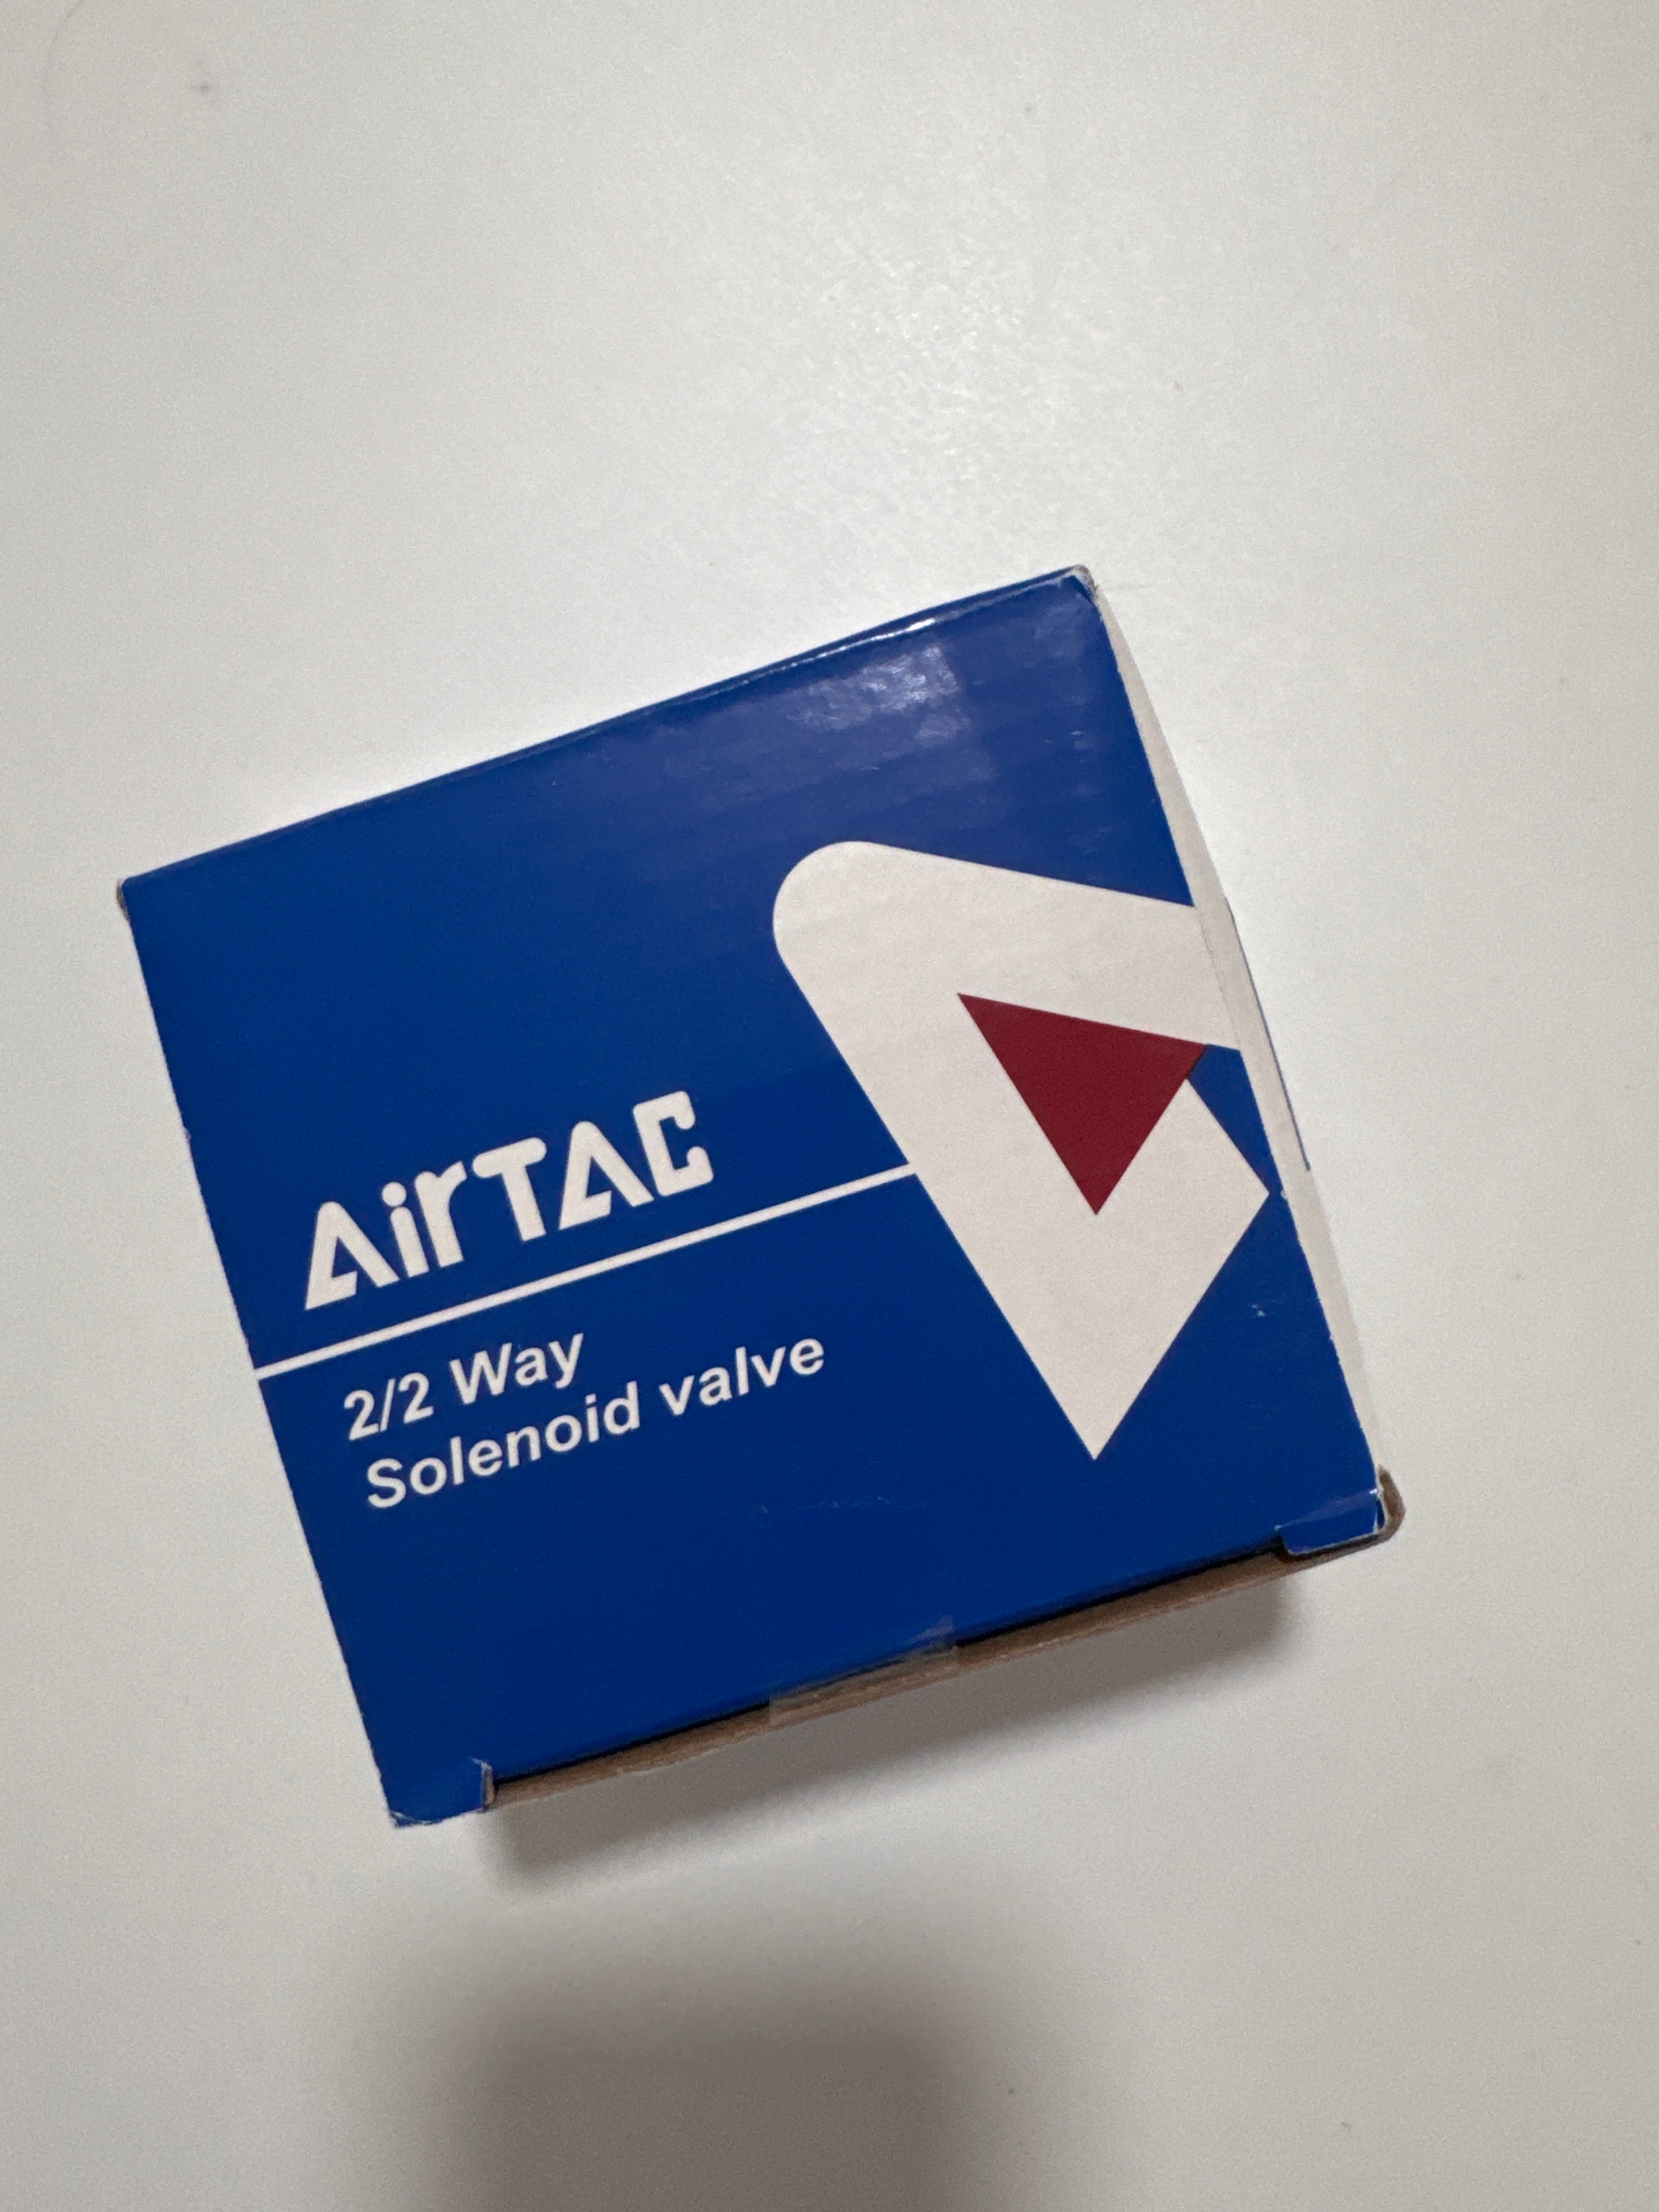 AirTAC
2/2 Way
Solenoid valve